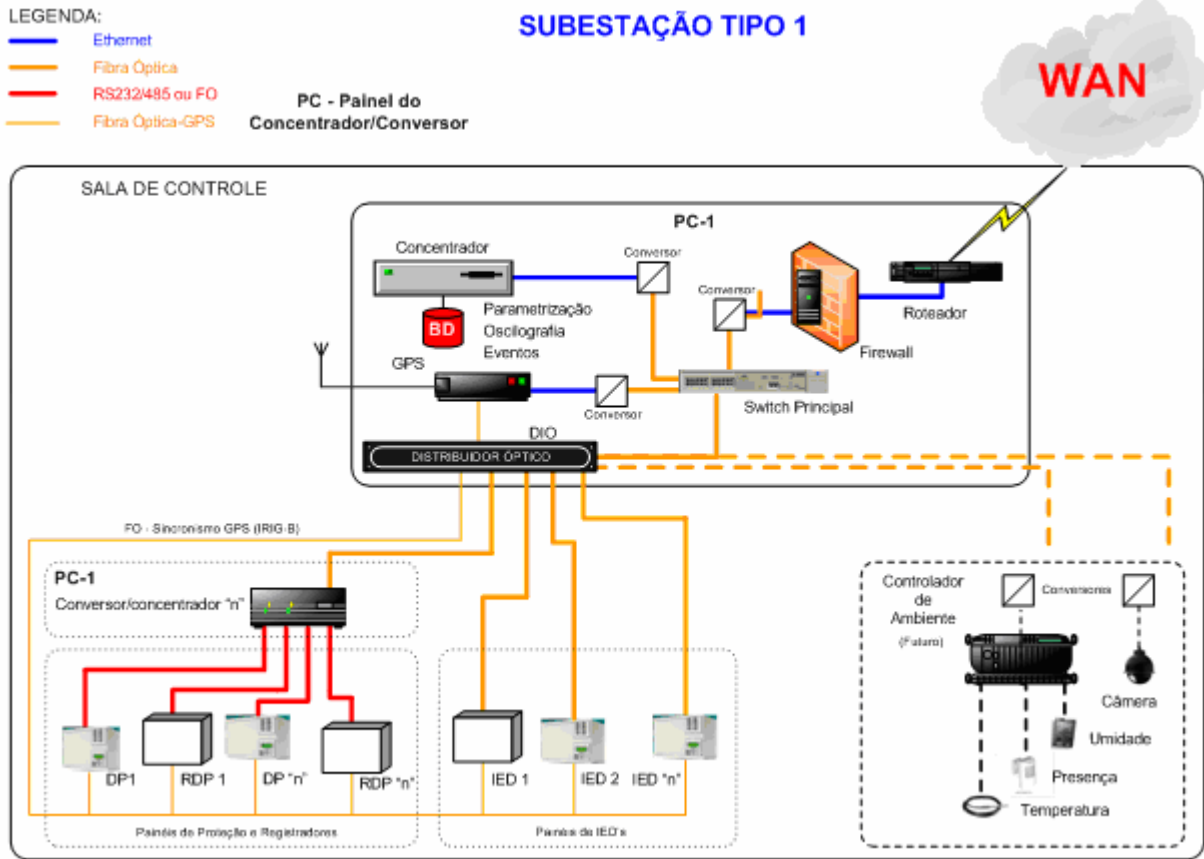 LEGENDA:
SUBESTAÇÃO TIPO 1
Ethernet
Fibra Óptica
RS232/485 ou FO
Fibra Óptica-GPS
PC - Painel do
Concentrador/Conversor
WAN
SALA DE CONTROLE
PC-1
Concentrador
Conversor
Conversor
BD
Parametrização
Oscilografia
Eventos
Roteador
Firewall
GPS
Conversor
Switch Principal
DIO
DISTRIBUIDOR ÓPTICO
FO - Sincronismo GPS (IRIG-B)
PC-1
Conversor/concentrador "n"
Controlador
de
Ambiente
(Futuro)
Conversores
Câmera
Umidade
Presença
Temperatura
DP1
RDP 1
DP "n"
RDP "n"
IED 1
IED 2
IED "n"
Painéis de Proteção e Registradores
Painéis de IED's